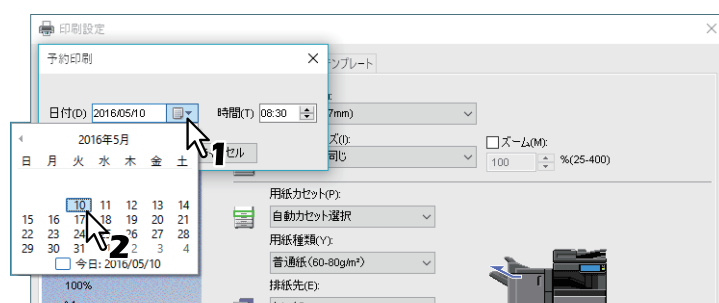 印刷設定
予約印刷
ンプレート
日付(D) 2016/05/10 時間(T) 08:30
7mm)
1
ズ(I):
同じ
セル
ズーム(M):
100 %(25-400)
2016年5月
日 月 火 水 木 金 土
10 11 12 13 14
15 16 17 18 19 20 21
22 23 24 26 27 28
29 30 31 2 3 4
2
今日: 2016/05/10
用紙カセット(P):
自動カセット選択
用紙種類(Y):
普通紙(60-80g/m²)
排紙先(E):
100%